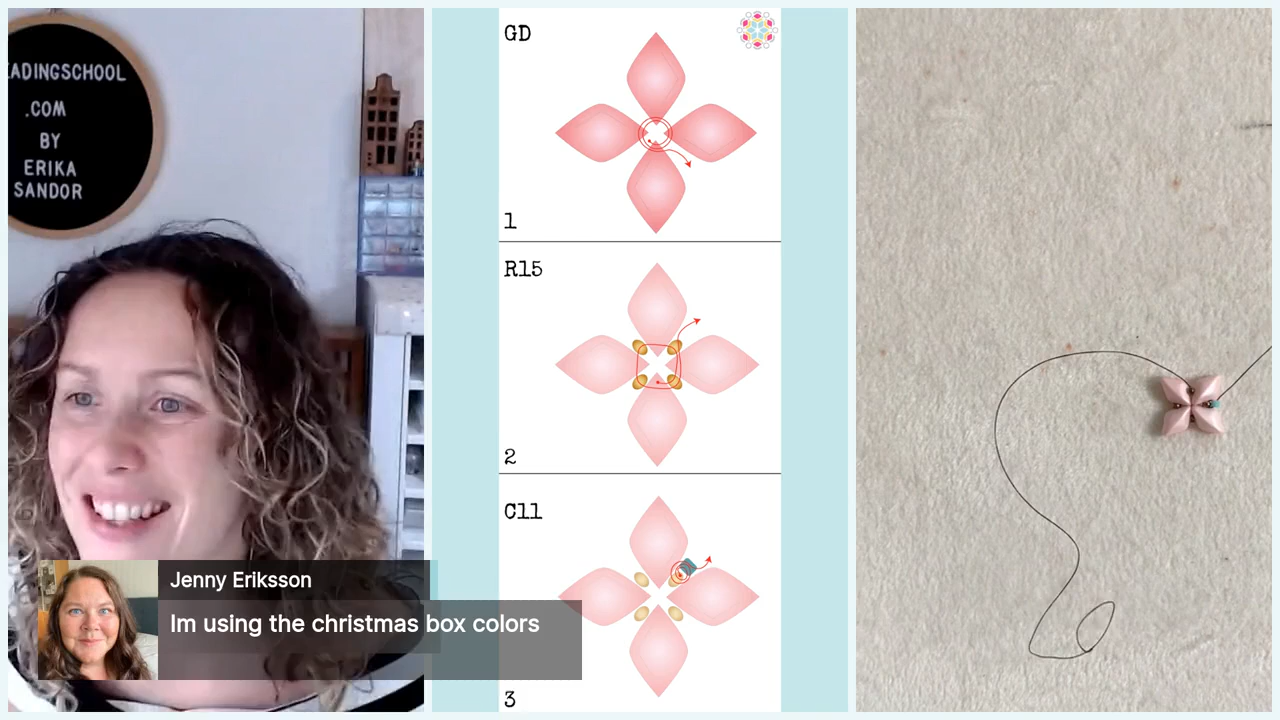 EADINGSCHOOL
.COM
BY
ERIKA
SANDOR
GD
1
R15
2
C11
3
Jenny Eriksson
Im using the christmas box colors